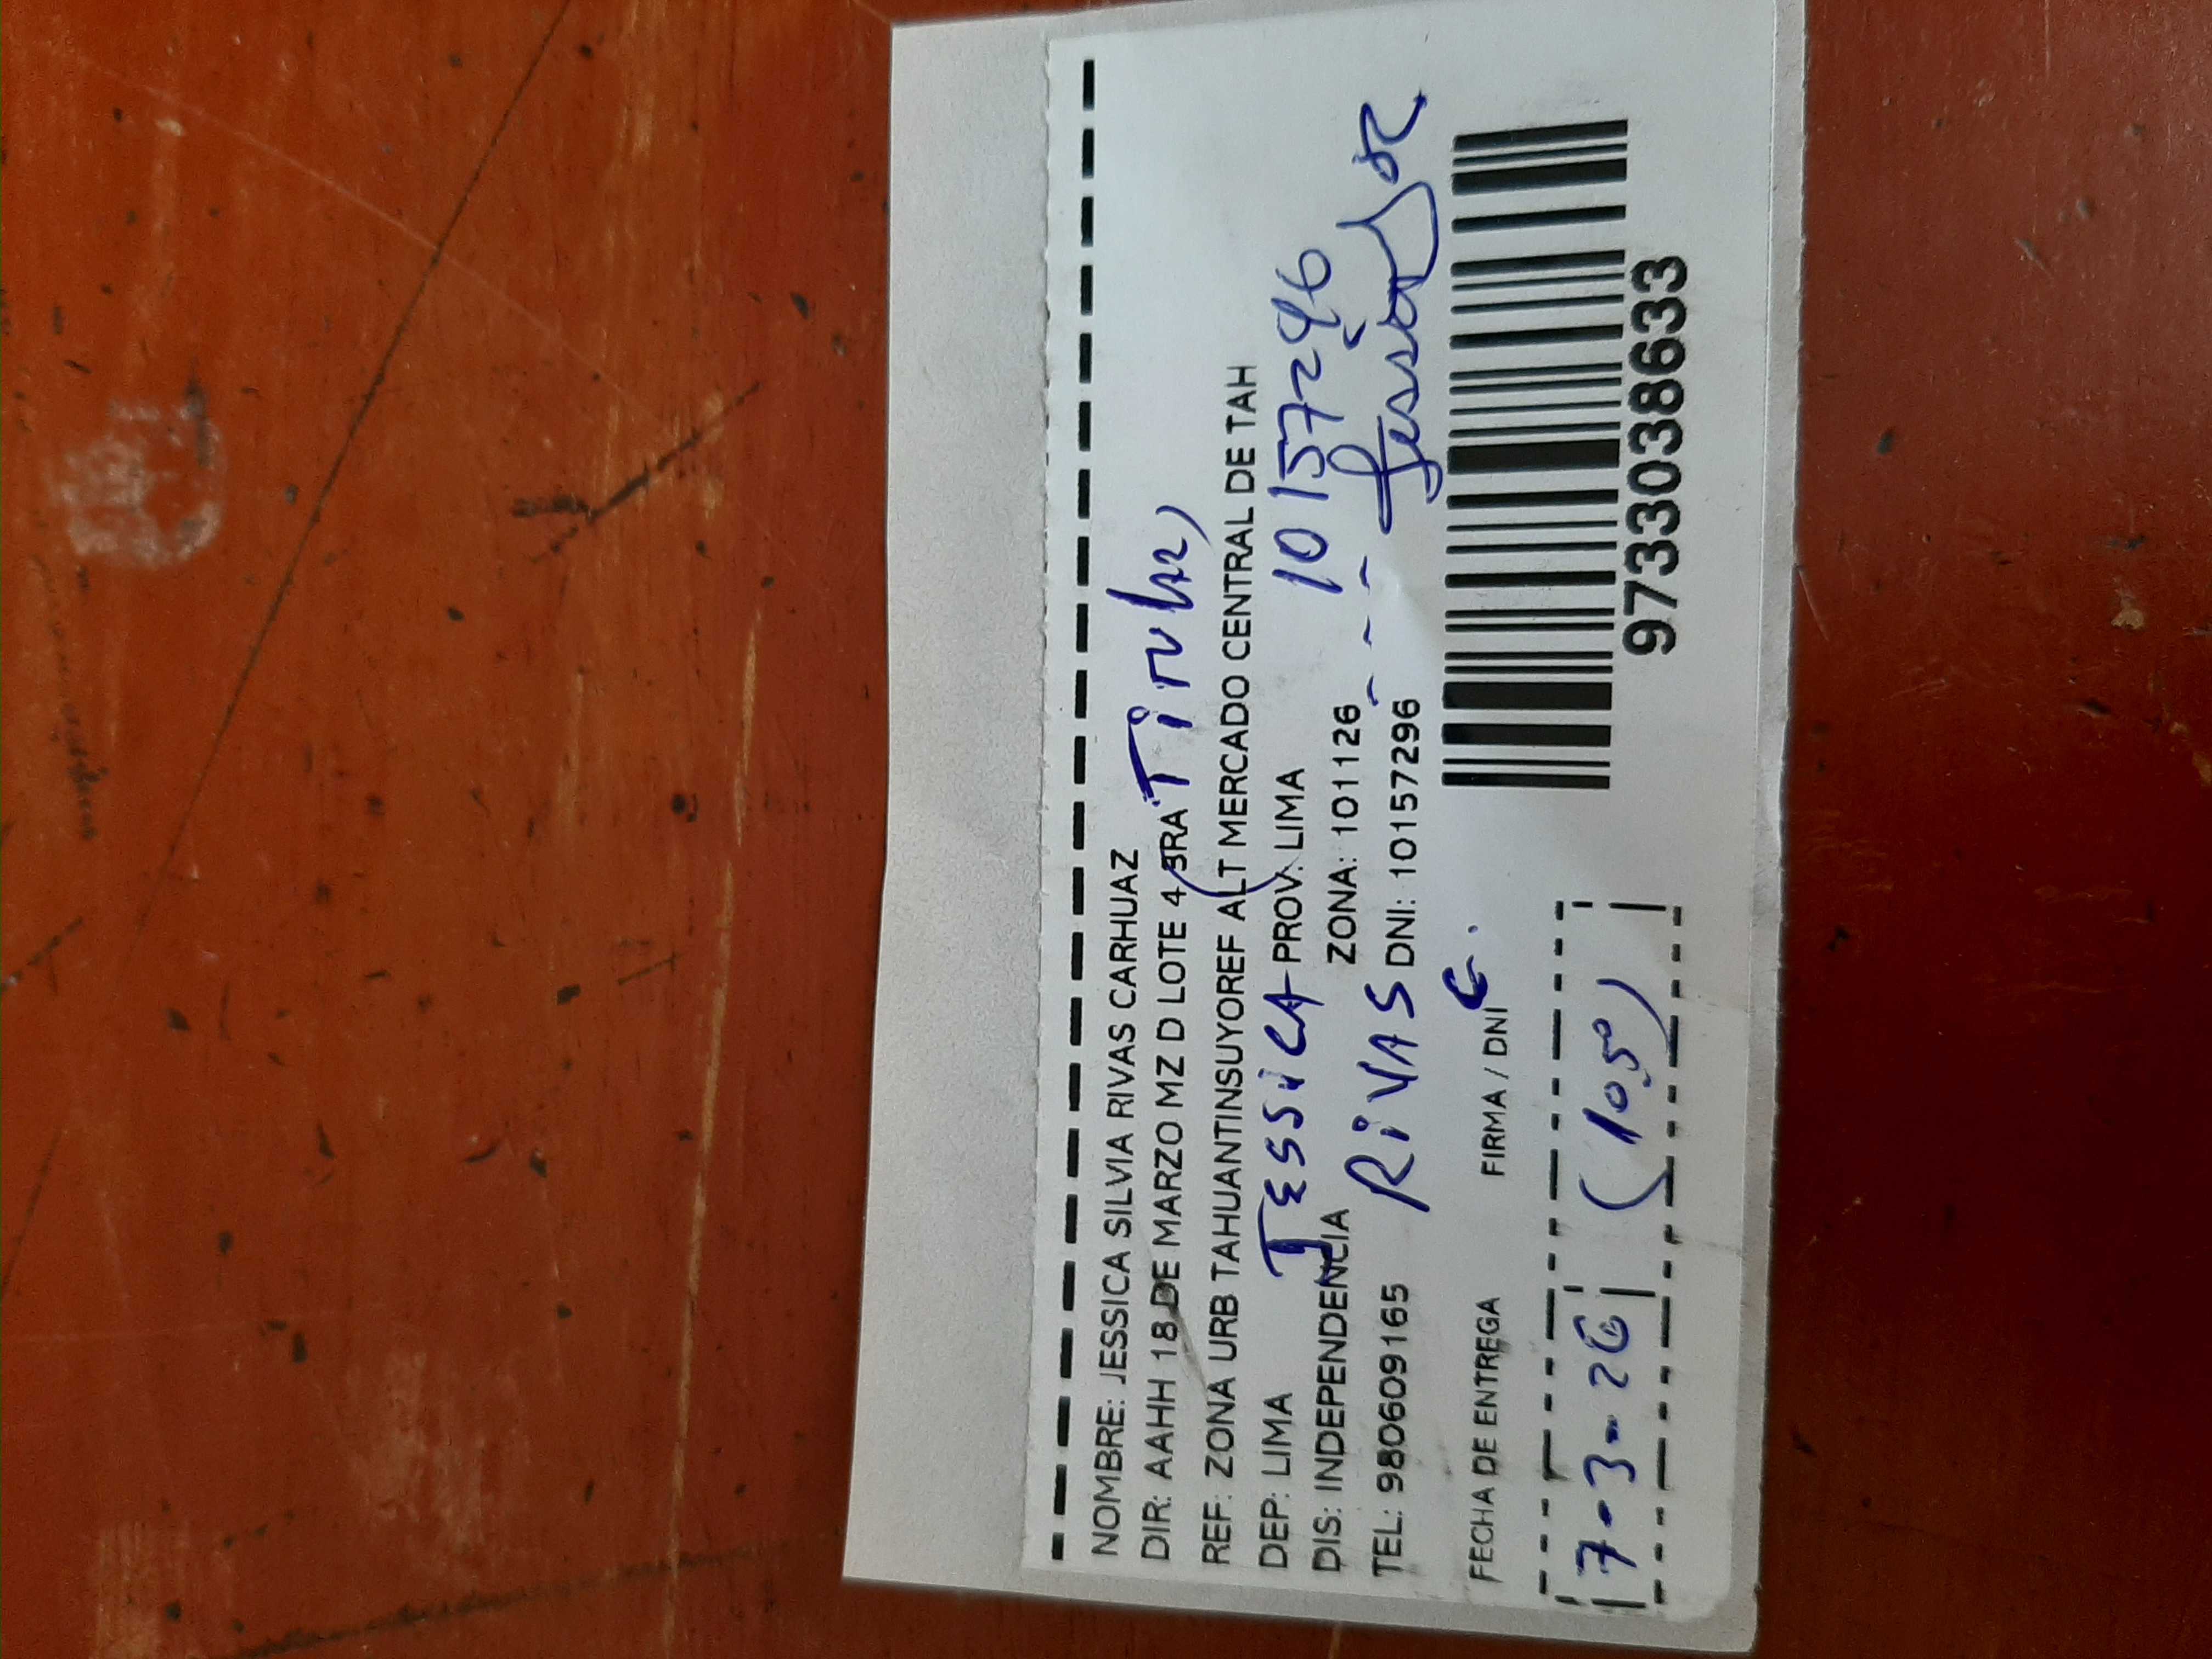 NOMBRE: JESSICA SILVIA RIVAS CARHUAZ
DIR: AAHH 18 DE MARZO MZ D LOTE 4 3RA
Titular
REF: ZONA URB TAHUANTINSUYOREF ALT MERCADO CENTRAL DE TAH
DEP: LIMA
JESSICA
PROV: LIMA
10157296
DIS: INDEPENDENCIA
ZONA: 101126
TEL: 980609165
RIVAS C.
DNI: 10157296
FECHA DE ENTREGA
FIRMA / DNI
7-3-26
(10:50)
9733038633